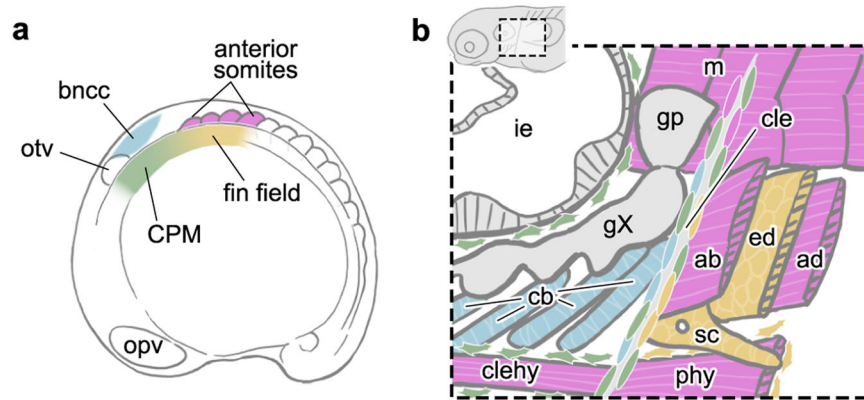 a
anterior
somites
bncc
otv
fin field
CPM
opv
b
m
gp
cle
ie
gX
ed
ab
ad
cb
sc
clehy
phy